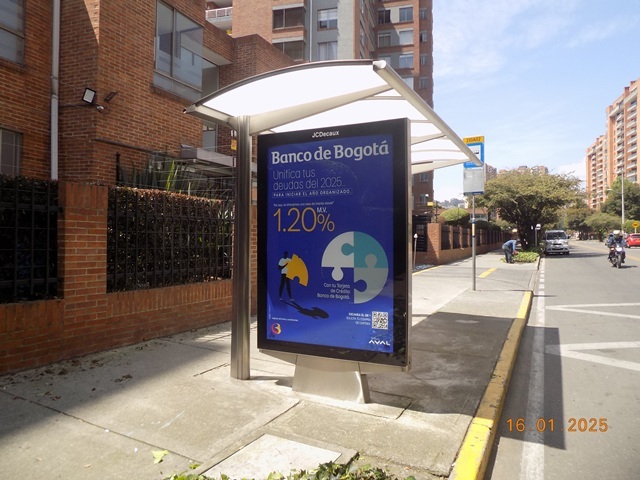 JCDecaux
Banco de Bogotá
Unifica tus
deudas del 2025
PARA INICIAR EL AÑO ORGANIZADO
1.20%
M.V.
Con tu Tarjeta
de Crédito
Banco de Bogotá
AVAL
16 01 2025